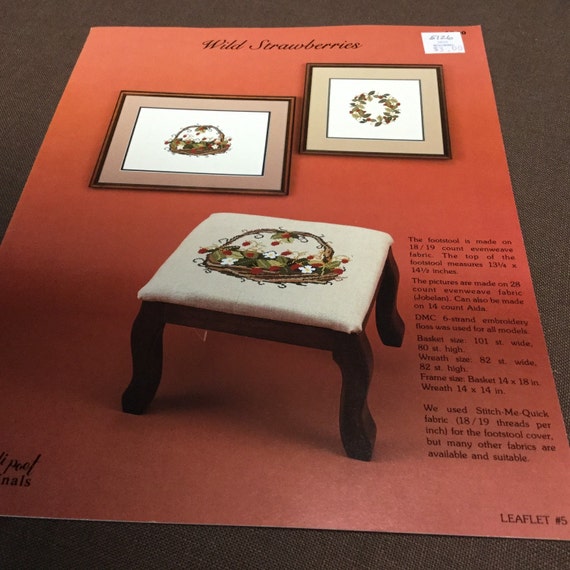 Wild Strawberries
The footstool is made on
18/19 count evenweave
fabric. The top of the
footstool measures 13¼ x
14½ inches.
The pictures are made on 28
count evenweave fabric
(Jobelan). Can also be made
on 14 count Aida.
DMC 6-strand embroidery
floss was used for all models.
Basket size: 101 st. wide,
80 st. high.
Wreath size: 82 st. wide,
82 st. high.
Frame size: Basket 14 x 18 in.
Wreath 14 x 14 in.
We used Stitch-Me-Quick
fabric (18/19 threads per
inch) for the footstool cover,
but many other fabrics are
available and suitable.
pool
nals
LEAFLET #5